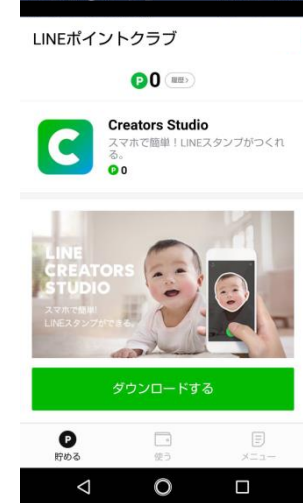 LINEポイントクラブ
P 0 履歴>
Creators Studio
スマホで簡単！LINEスタンプがつくれ
る。
P 0
LINE
CREATORS
STUDIO
スマホで簡単!
LINEスタンプができる。
ダウンロードする
P
貯める
使う
メニュー